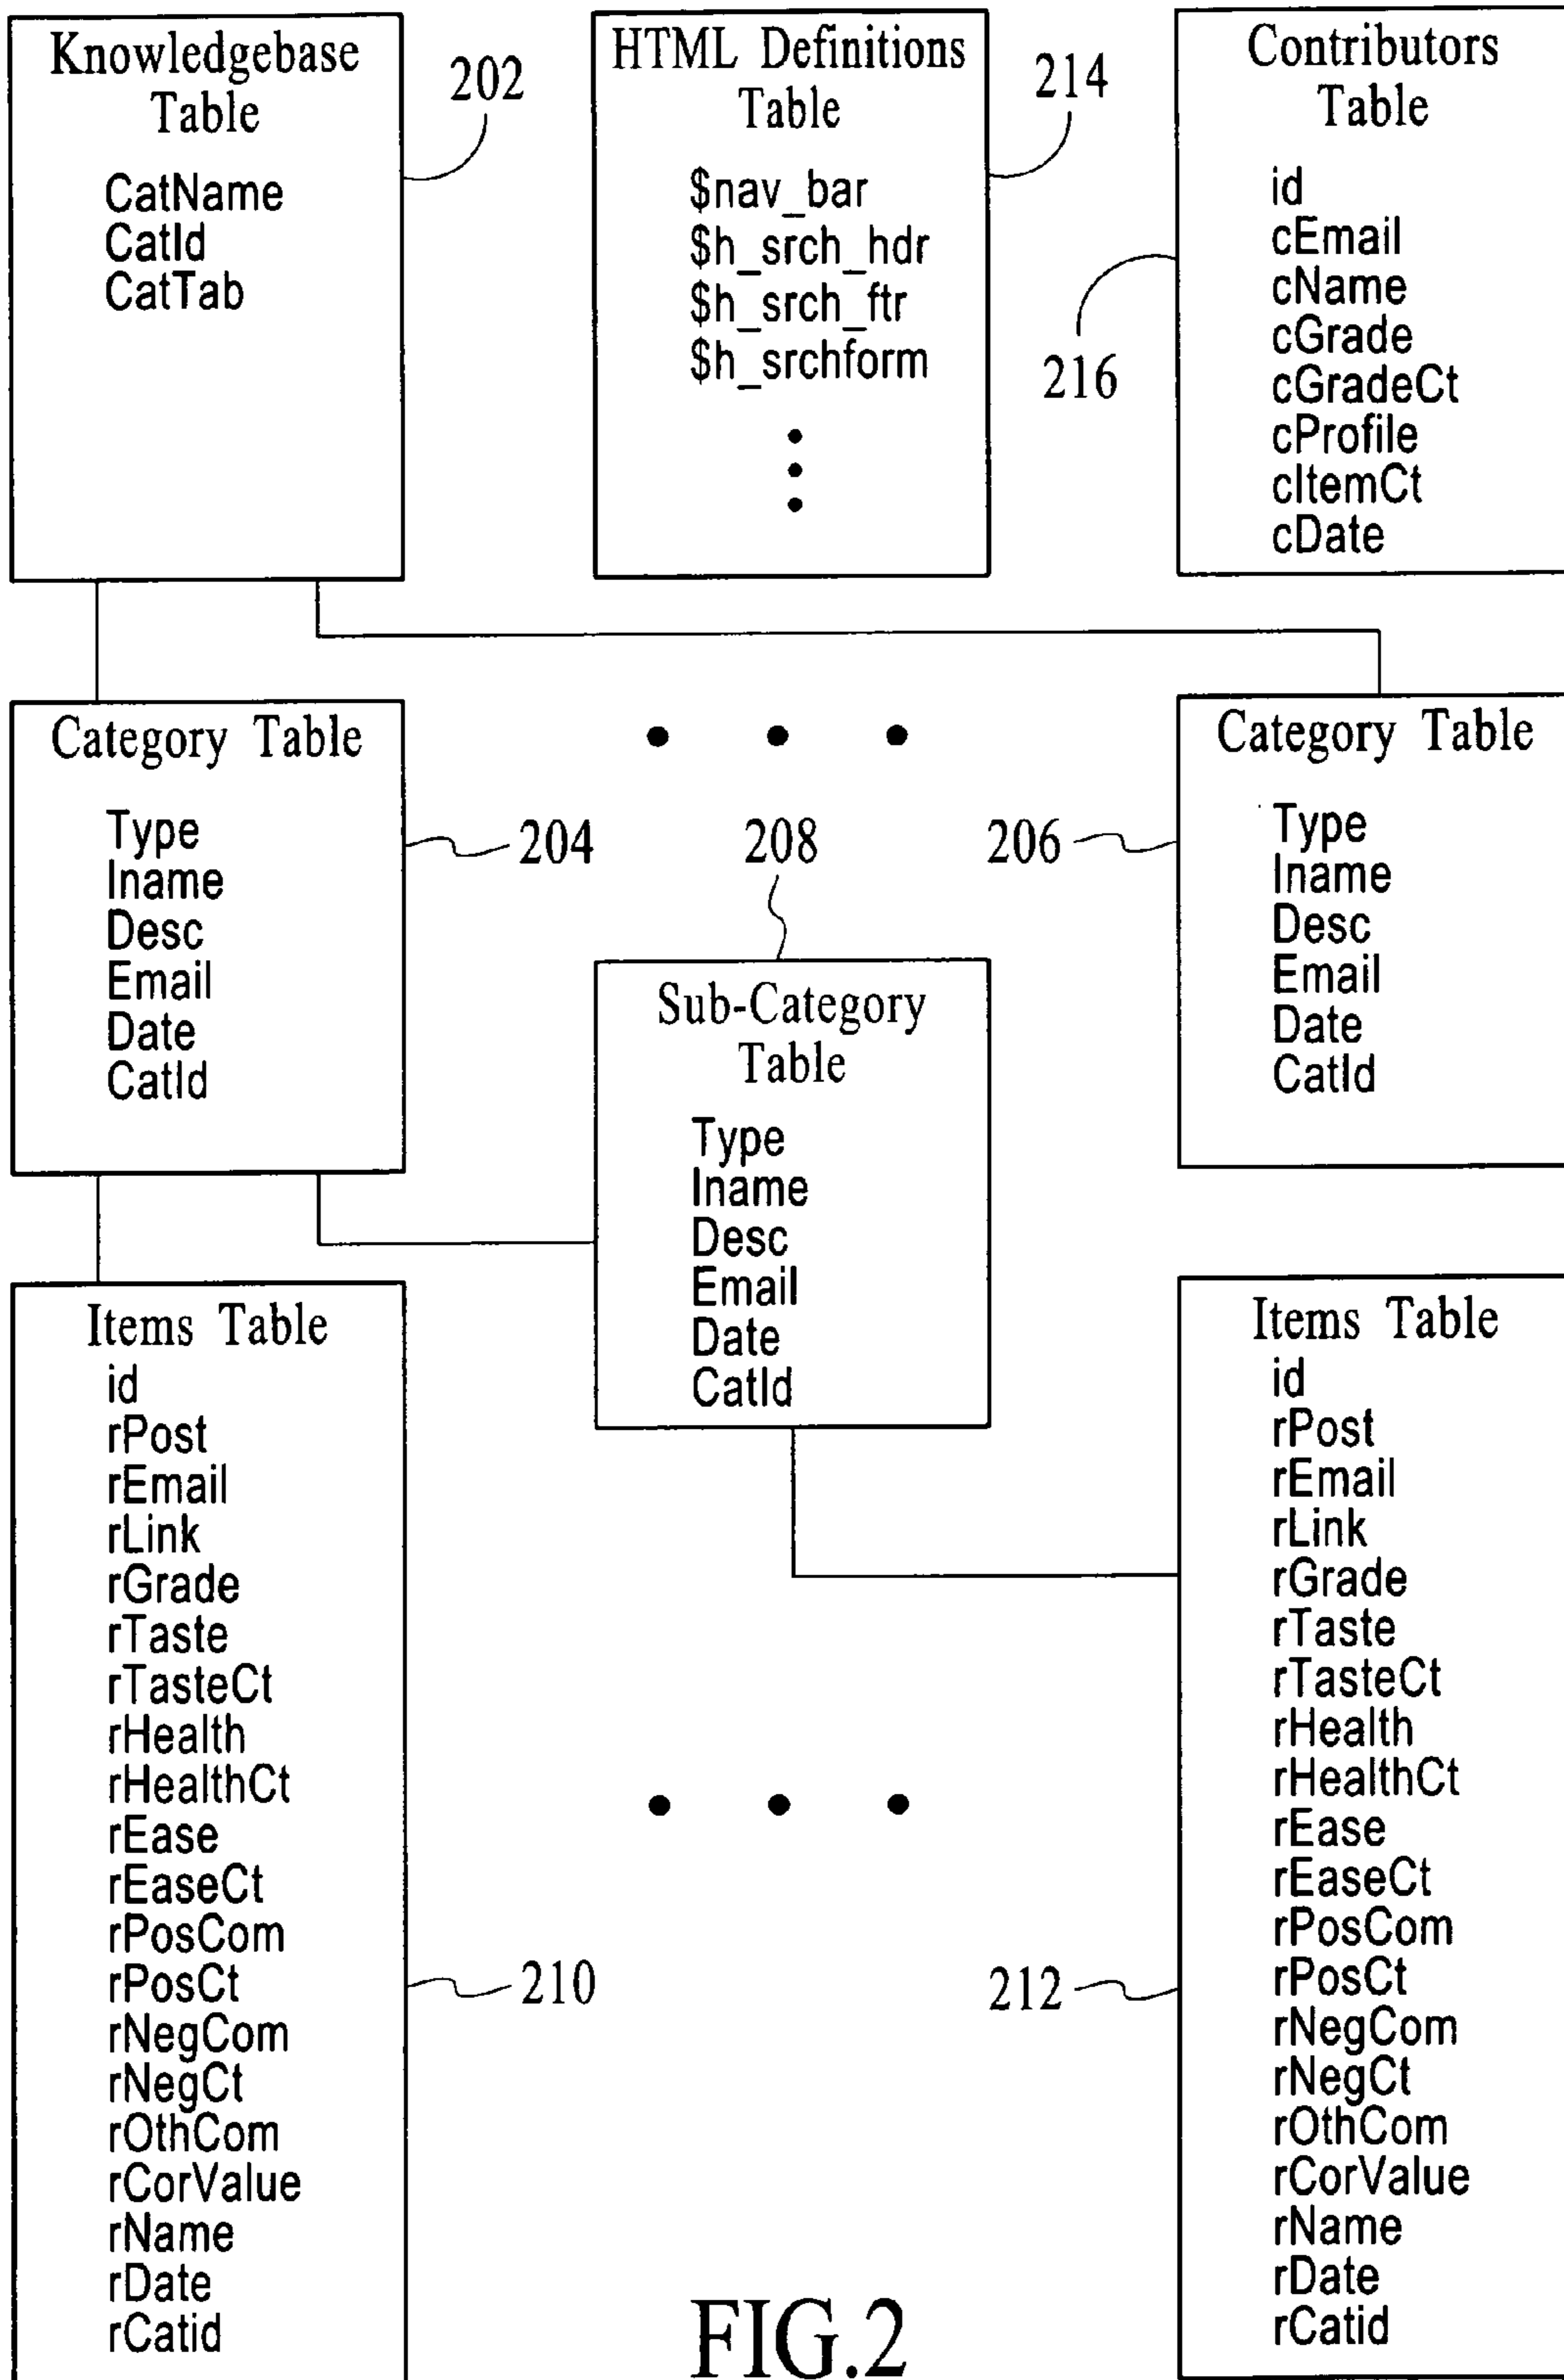 Knowledgebase
Table
CatName
CatId
CatTab
202
HTML Definitions
Table
$nav_bar
$h_srch_hdr
$h_srch_ftr
$h_srchform
214
Contributors
Table
id
cEmail
cName
cGrade
cGradeCt
cProfile
cItemCt
cDate
216
Category Table
Type
Iname
Desc
Email
Date
CatId
204
208
Sub-Category
Table
Type
Iname
Desc
Email
Date
CatId
206
Category Table
Type
Iname
Desc
Email
Date
CatId
Items Table
id
rPost
rEmail
rLink
rGrade
rTaste
rTasteCt
rHealth
rHealthCt
rEase
rEaseCt
rPosCom
rPosCt
rNegCom
rNegCt
rOthCom
rCorValue
rName
rDate
rCatid
210
212
Items Table
id
rPost
rEmail
rLink
rGrade
rTaste
rTasteCt
rHealth
rHealthCt
rEase
rEaseCt
rPosCom
rPosCt
rNegCom
rNegCt
rOthCom
rCorValue
rName
rDate
rCatid
FIG.2